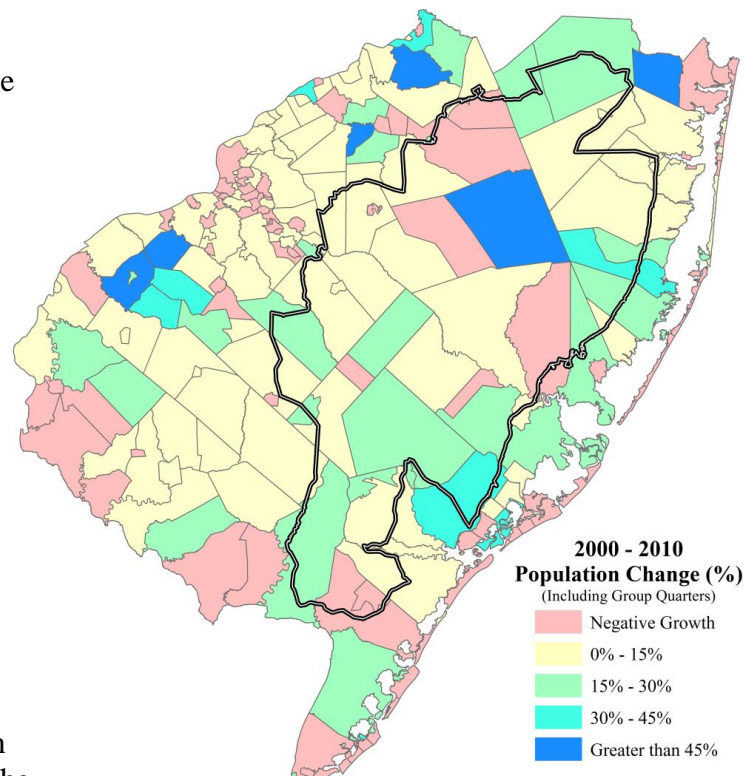 e
2000 - 2010
Population Change (%)
(Including Group Quarters)
Negative Growth
0% - 15%
15% - 30%
30% - 45%
Greater than 45%